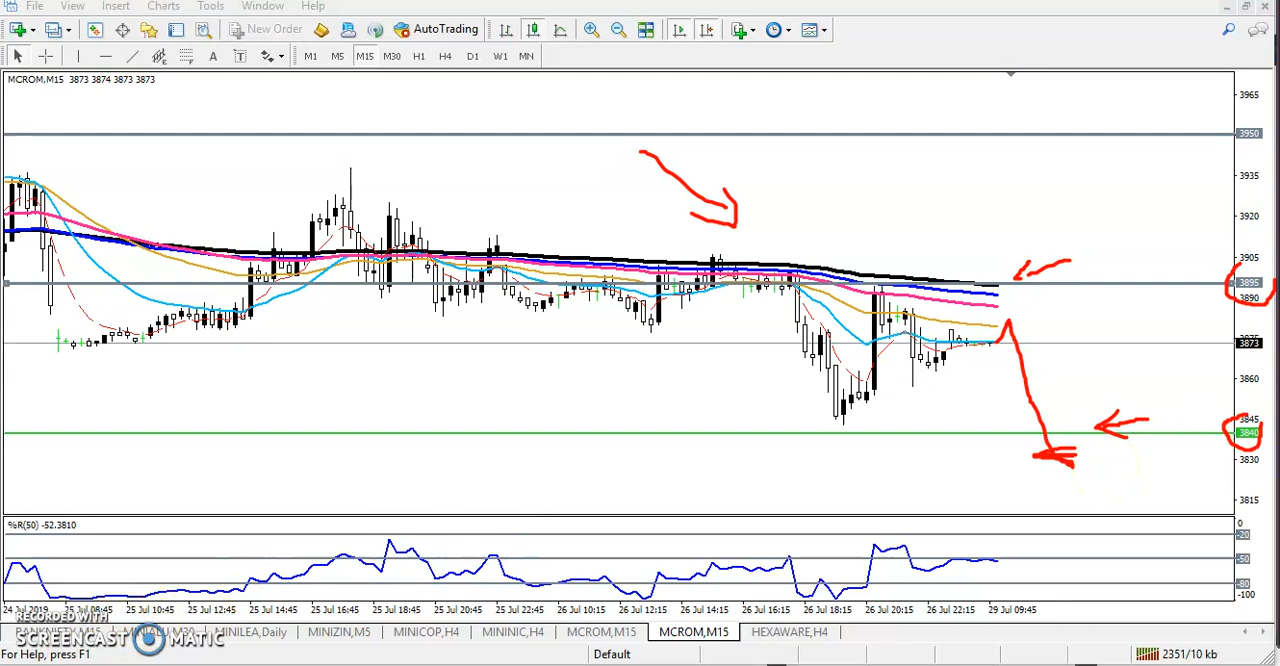 File View Insert Charts Tools Window Help
New Order AutoTrading
A T M1 M5 M15 M30 H1 H4 D1 W1 MN
MCROM,M15 3873 3874 3873 3873
3965
3950
3935
3920
3905
3895
3890
3873
3860
3845
3840
3830
3815
%R(50) -52.3810
0
-20
-50
-80
-100
24 Jul 2019 25 Jul 08:45 25 Jul 10:45 25 Jul 12:45 25 Jul 14:45 25 Jul 16:45 25 Jul 18:45 25 Jul 20:45 25 Jul 22:45 26 Jul 10:15 26 Jul 12:15 26 Jul 14:15 26 Jul 16:15 26 Jul 18:15 26 Jul 20:15 26 Jul 22:15 29 Jul 09:45
RECORDED WITH
SCREENCAST MATIC
MINILEA,Daily MINIZIN,M5 MINICOP,H4 MININIC,H4 MCROM,M15 MCROM,M15 HEXAWARE,H4
For Help, press F1 Default 2351/10 kb